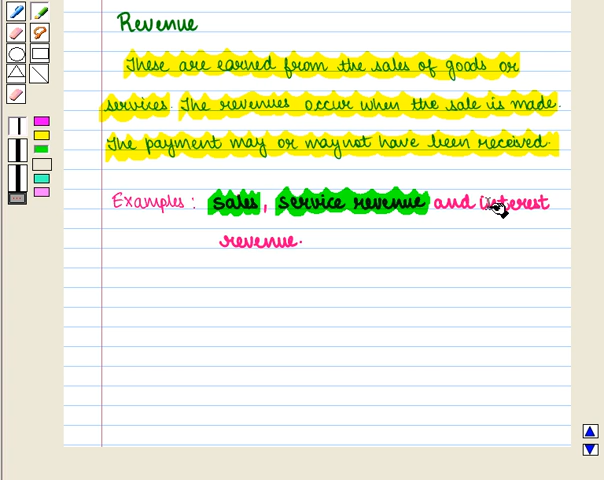 Revenue
These are earned from the sales of goods or
services. The revenues occur when the sale is made.
The payment may or may not have been received
Examples: sales, service revenue and interest
revenue.